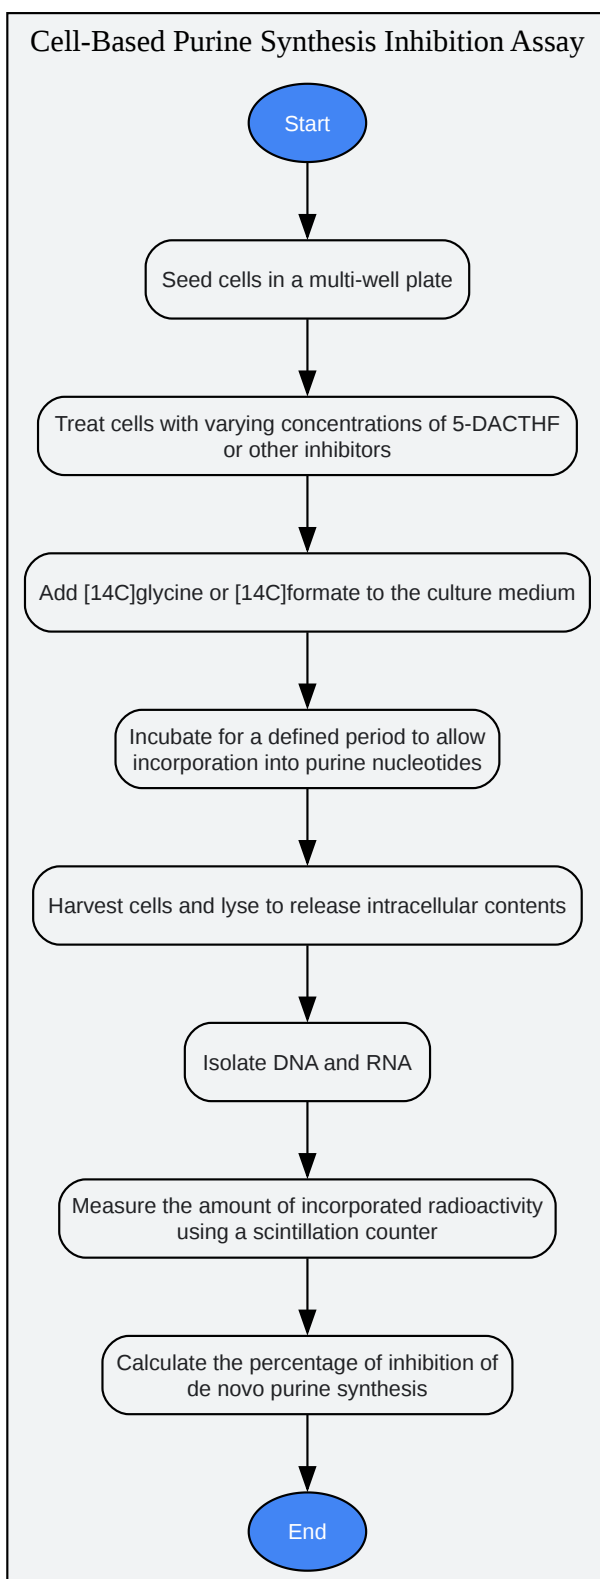 Cell-Based Purine Synthesis Inhibition Assay
Start
Seed cells in a multi-well plate
Treat cells with varying concentrations of 5-DACTHF
or other inhibitors
Add [14C]glycine or [14C]formate to the culture medium
Incubate for a defined period to allow
incorporation into purine nucleotides
Harvest cells and lyse to release intracellular contents
Isolate DNA and RNA
Measure the amount of incorporated radioactivity
using a scintillation counter
Calculate the percentage of inhibition of
de novo purine synthesis
End